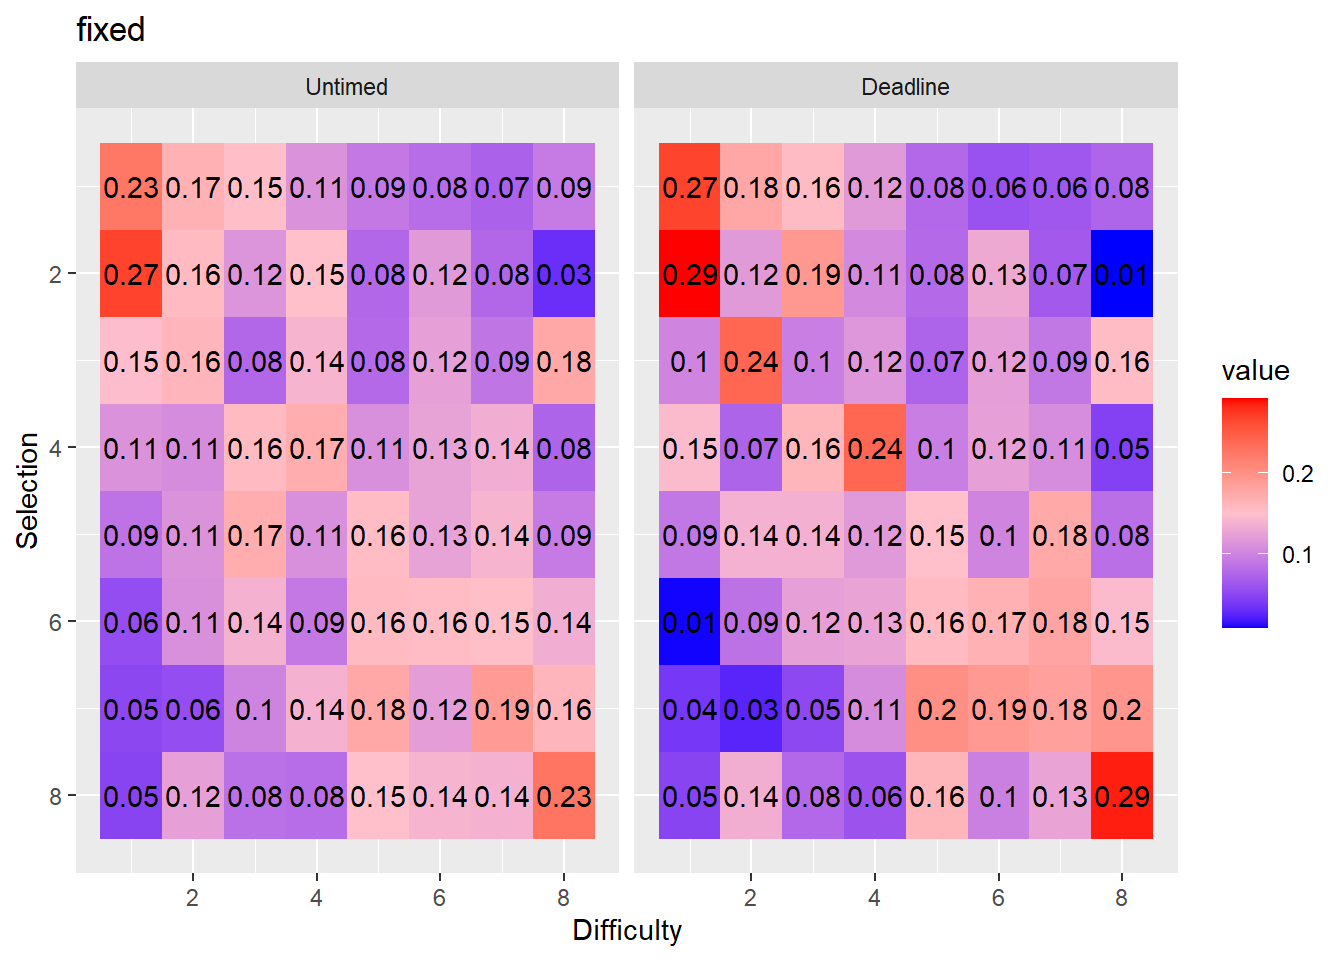 fixed
Untimed Deadline
0.23 0.17 0.15 0.11 0.09 0.08 0.07 0.09 0.27 0.18 0.16 0.12 0.08 0.06 0.06 0.08
2 0.27 0.16 0.12 0.15 0.08 0.12 0.08 0.03 0.29 0.12 0.19 0.11 0.08 0.13 0.07 0.01
0.15 0.16 0.08 0.14 0.08 0.12 0.09 0.18 0.1 0.24 0.1 0.12 0.07 0.12 0.09 0.16
4 0.11 0.11 0.16 0.17 0.11 0.13 0.14 0.08 0.15 0.07 0.16 0.24 0.1 0.12 0.11 0.05
0.09 0.11 0.17 0.11 0.16 0.13 0.14 0.09 0.09 0.14 0.14 0.12 0.15 0.1 0.18 0.08
6 0.06 0.11 0.14 0.09 0.16 0.16 0.15 0.14 0.01 0.09 0.12 0.13 0.16 0.17 0.18 0.15
0.05 0.06 0.1 0.14 0.18 0.12 0.19 0.16 0.04 0.03 0.05 0.11 0.2 0.19 0.18 0.2
8 0.05 0.12 0.08 0.08 0.15 0.14 0.14 0.23 0.05 0.14 0.08 0.06 0.16 0.1 0.13 0.29
2 4 6 8 2 4 6 8
Difficulty
Selection
value
0.2
0.1